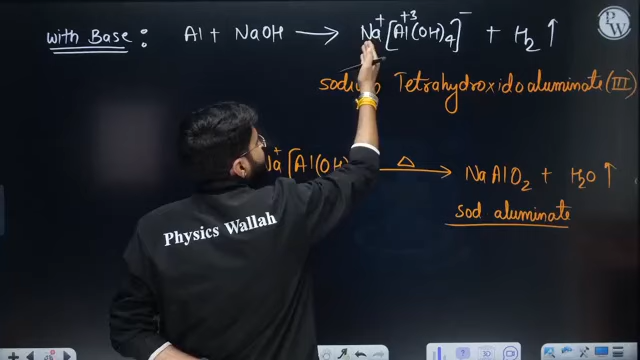 With Base : Al + NaOH ⟶ Na⁺[Al⁺³(OH)₄]⁻ + H₂ ↑
sodium Tetrahydroxidoaluminate (III)
Na⁺[Al(OH) —Δ→ NaAlO₂ + H₂O ↑
sod aluminate
Physics Wallah